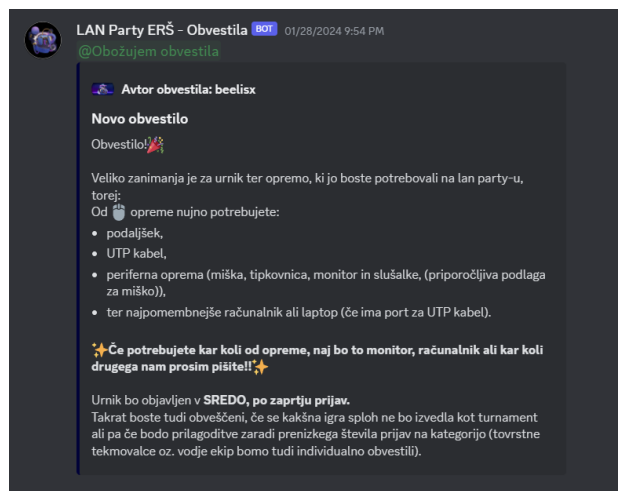 LAN Party ERŠ - Obvestila BOT 01/28/2024 9:54 PM
@Obožujem obvestila
Avtor obvestila: beelisx
Novo obvestilo
Obvestilo!🎉
Veliko zanimanja je za urnik ter opremo, ki jo boste potrebovali na lan party-u,
torej:
Od 🖱️ opreme nujno potrebujete:
• podaljšek,
• UTP kabel,
• periferna oprema (miška, tipkovnica, monitor in slušalke, (priporočljiva podlaga
za miško)),
• ter najpomembnejše računalnik ali laptop (če ima port za UTP kabel).
✨Če potrebujete kar koli od opreme, naj bo to monitor, računalnik ali kar koli
drugega nam prosim pišite!!✨
Urnik bo objavljen v SREDO, po zaprtju prijav.
Takrat boste tudi obveščeni, če se kakšna igra sploh ne bo izvedla kot turnament
ali pa če bodo prilagoditve zaradi prenizkega števila prijav na kategorijo (tovrstne
tekmovalce oz. vodje ekip bomo tudi individualno obvestili).